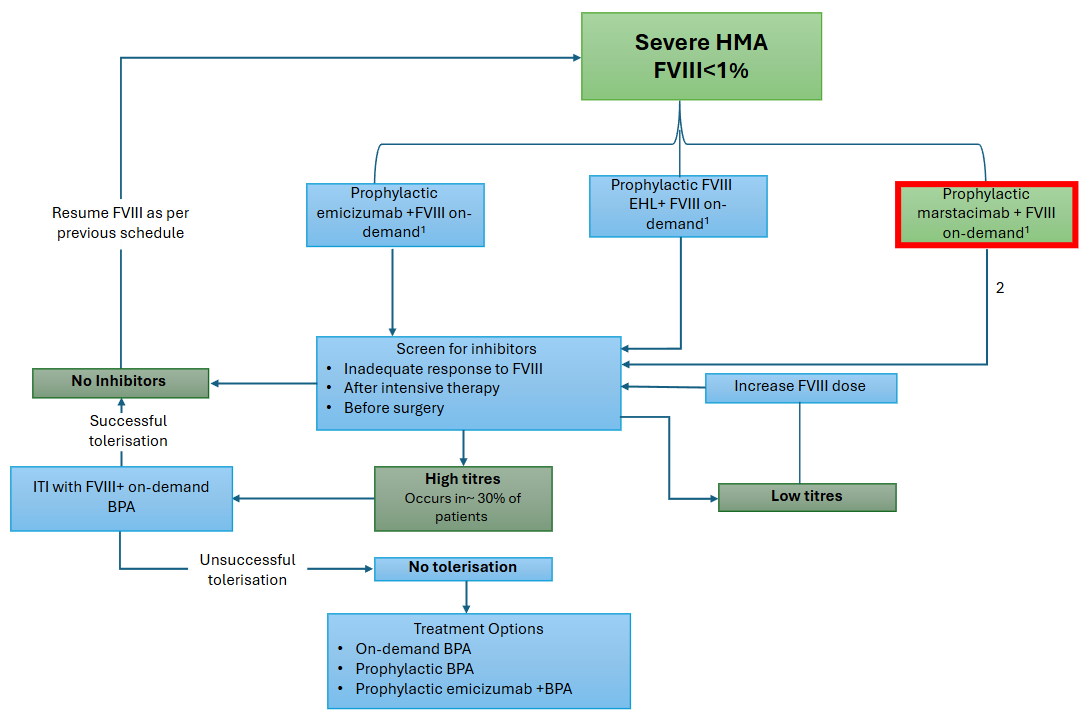 Severe HMA
FVIII<1%
Prophylactic
emicizumab +FVIII on-
demand¹
Prophylactic FVIII
EHL+ FVIII on-
demand¹
Prophylactic
marstacimab + FVIII
on-demand¹
2
Resume FVIII as per
previous schedule
Screen for inhibitors
• Inadequate response to FVIII
• After intensive therapy
• Before surgery
No Inhibitors
Increase FVIII dose
Successful
tolerisation
ITI with FVIII+ on-demand
BPA
High titres
Occurs in~ 30% of
patients
Low titres
Unsuccessful
tolerisation
No tolerisation
Treatment Options
• On-demand BPA
• Prophylactic BPA
• Prophylactic emicizumab +BPA